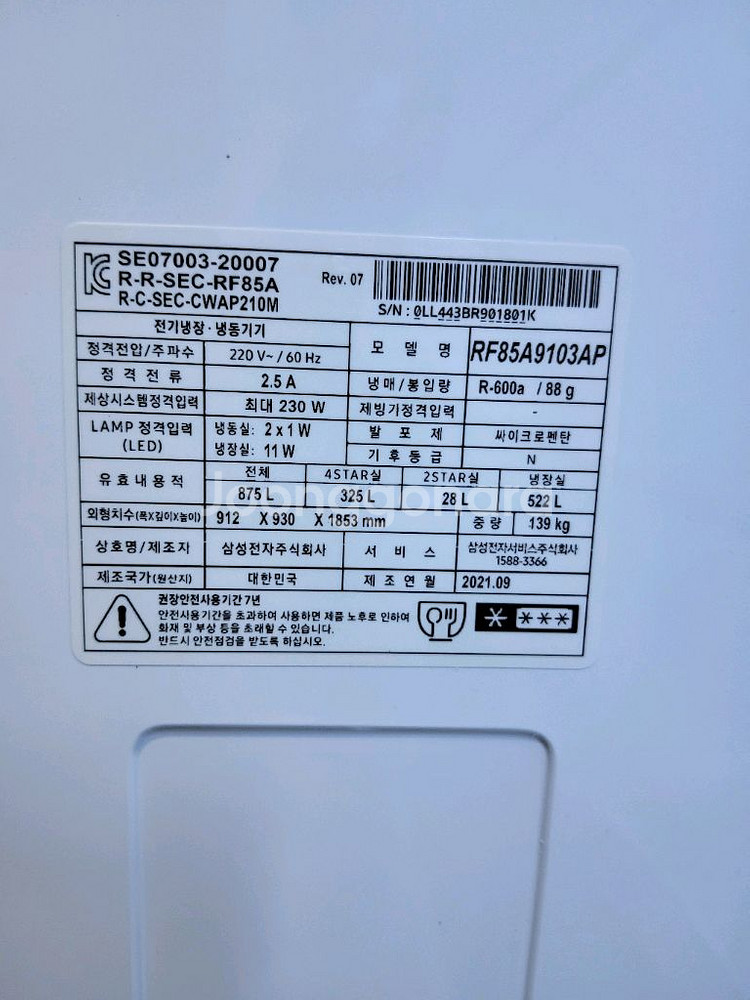 SE07003-20007
R-R-SEC-RF85A
R-C-SEC-CWAP210M
Rev. 07
S/N : 0LL443BR901801K
전기냉장·냉동기기
모 델 명 RF85A9103AP
정격전압/주파수 220 V~ / 60 Hz
정 격 전 류 2.5 A
냉매/봉입량 R-600a / 88 g
제상시스템정격입력 최대 230 W
제빙기정격입력 -
LAMP 정격입력 (LED) 냉동실: 2 x 1 W
냉장실: 11 W
발 포 제 싸이크로펜탄
기 후 등 급 N
유 효 내 용 적 전체 4STAR실 2STAR실 냉장실
875 L 325 L 28 L 522 L
외형치수(폭X깊이X높이) 912 X 930 X 1853 mm
중 량 139 kg
상호명/제조자 삼성전자주식회사
서 비 스 삼성전자서비스주식회사
1588-3366
제조국가(원산지) 대한민국
제 조 연 월 2021.09
권장안전사용기간 7년
안전사용기간을 초과하여 사용하면 제품 노후로 인하여
화재 및 부상 등을 초래할 수 있습니다.
반드시 안전점검을 받도록 하십시오.